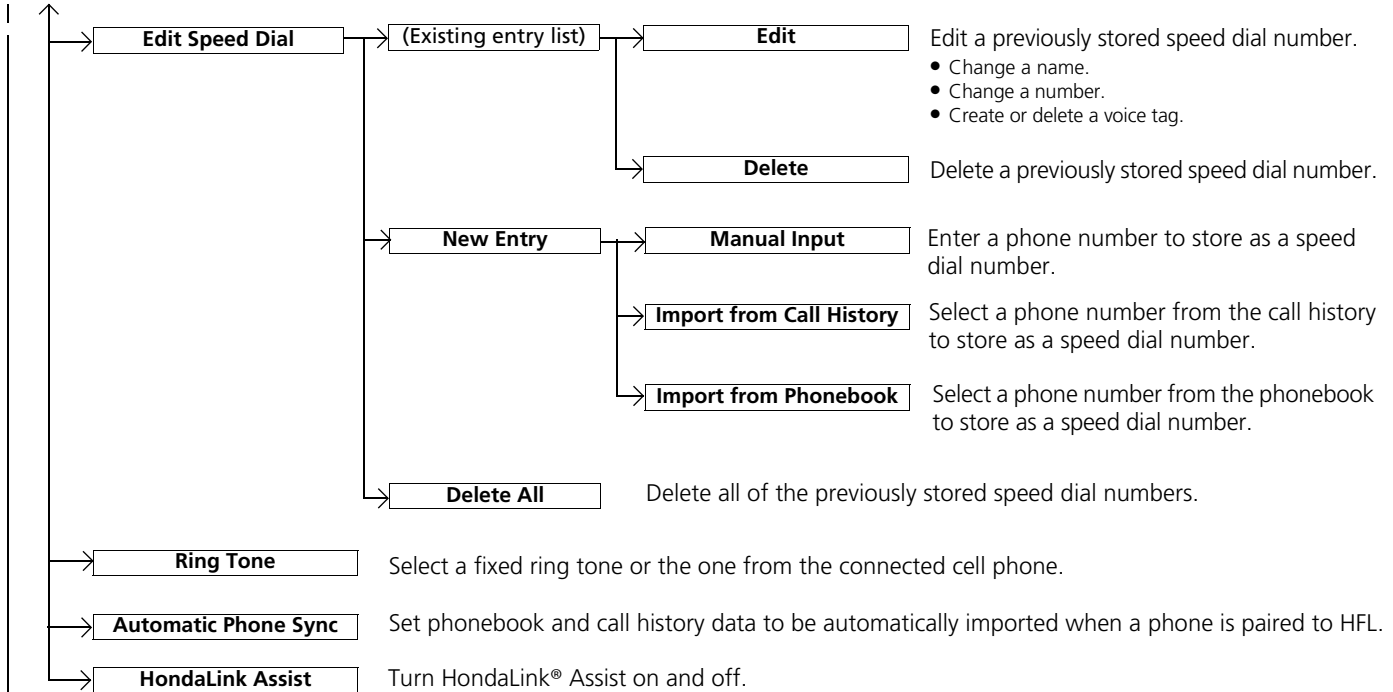 Edit Speed Dial
(Existing entry list)
Edit
Edit a previously stored speed dial number.
• Change a name.
• Change a number.
• Create or delete a voice tag.
Delete
Delete a previously stored speed dial number.
New Entry
Manual Input
Enter a phone number to store as a speed
dial number.
Import from Call History
Select a phone number from the call history
to store as a speed dial number.
Import from Phonebook
Select a phone number from the phonebook
to store as a speed dial number.
Delete All
Delete all of the previously stored speed dial numbers.
Ring Tone
Select a fixed ring tone or the one from the connected cell phone.
Automatic Phone Sync
Set phonebook and call history data to be automatically imported when a phone is paired to HFL.
HondaLink Assist
Turn HondaLink® Assist on and off.